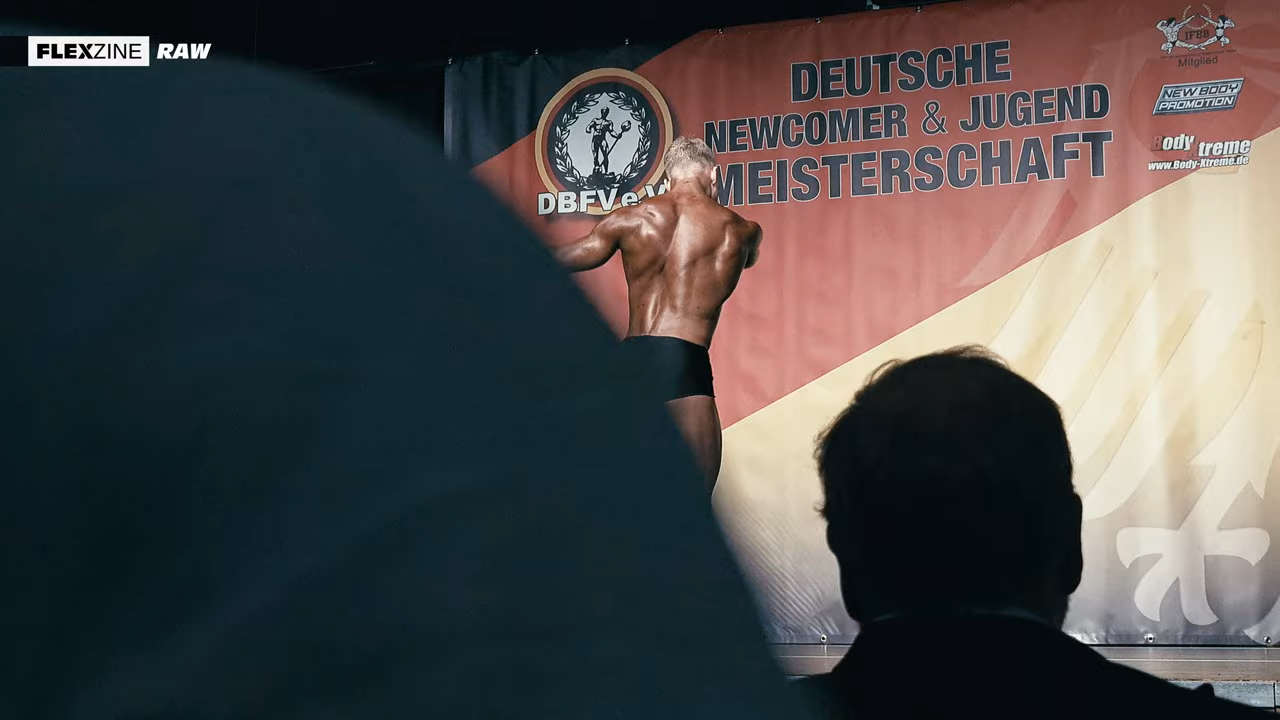 FLEXZINE RAW
DEUTSCHE
NEWCOMER & JUGEND
MEISTERSCHAFT
DBFV e.V
IFBB
Mitglied
NEW BODY
PROMOTION
Body treme
www.Body-Xtreme.de